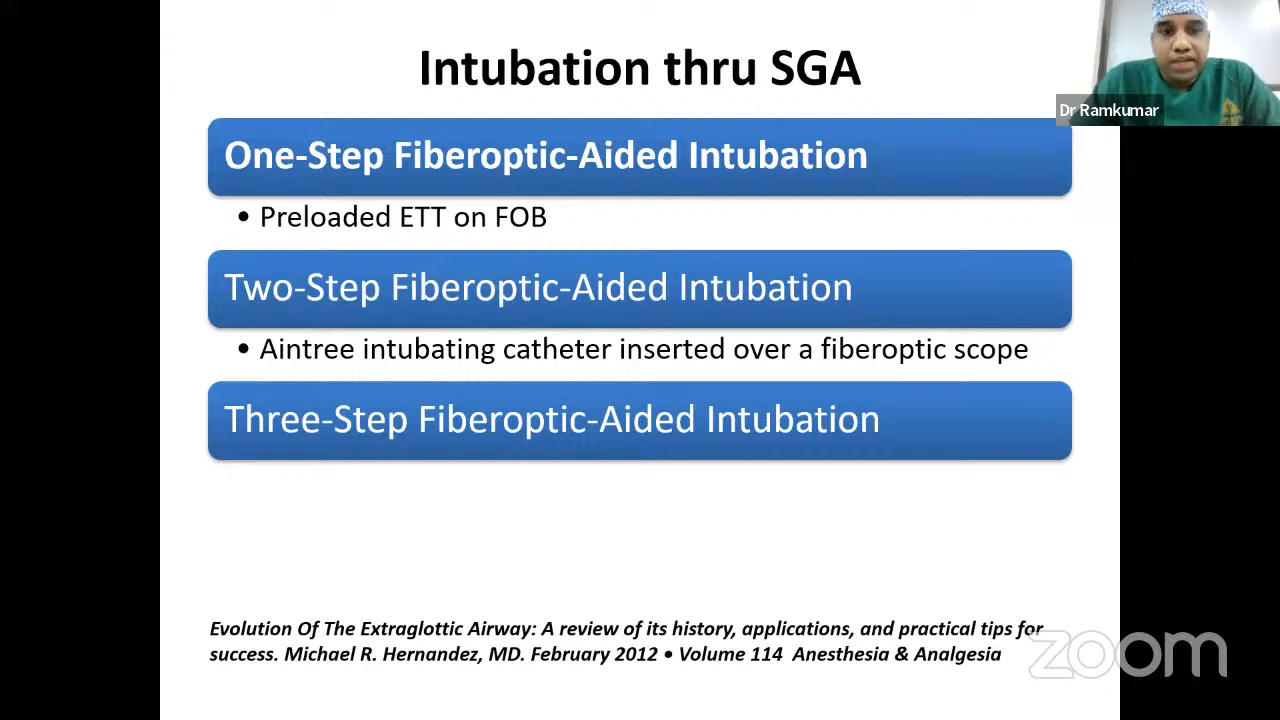 Intubation thru SGA
Dr Ramkumar
One-Step Fiberoptic-Aided Intubation
• Preloaded ETT on FOB
Two-Step Fiberoptic-Aided Intubation
• Aintree intubating catheter inserted over a fiberoptic scope
Three-Step Fiberoptic-Aided Intubation
Evolution Of The Extraglottic Airway: A review of its history, applications, and practical tips for
success. Michael R. Hernandez, MD. February 2012 • Volume 114 Anesthesia & Analgesia
zoom